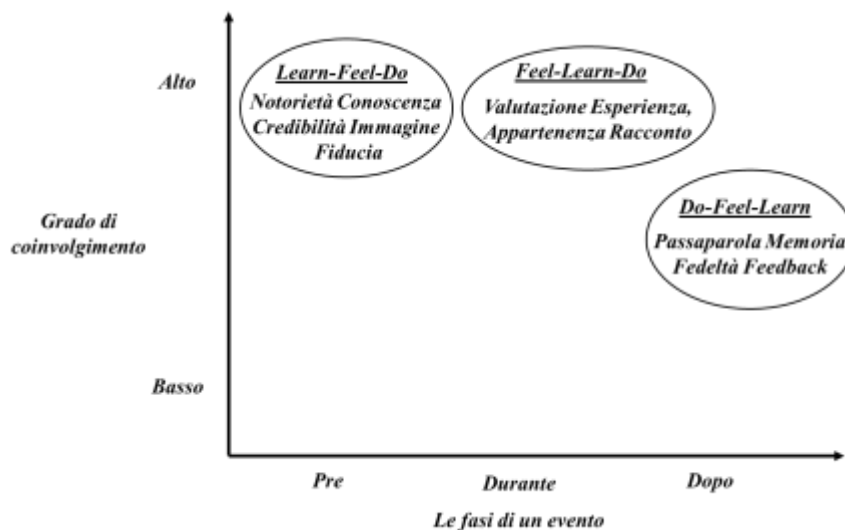 Alto
Learn-Feel-Do
Notorietà Conoscenza
Credibilità Immagine
Fiducia
Feel-Learn-Do
Valutazione Esperienza,
Appartenenza Racconto
Grado di
coinvolgimento
Do-Feel-Learn
Passaparola Memoria
Fedeltà Feedback
Basso
Pre
Durante
Dopo
Le fasi di un evento